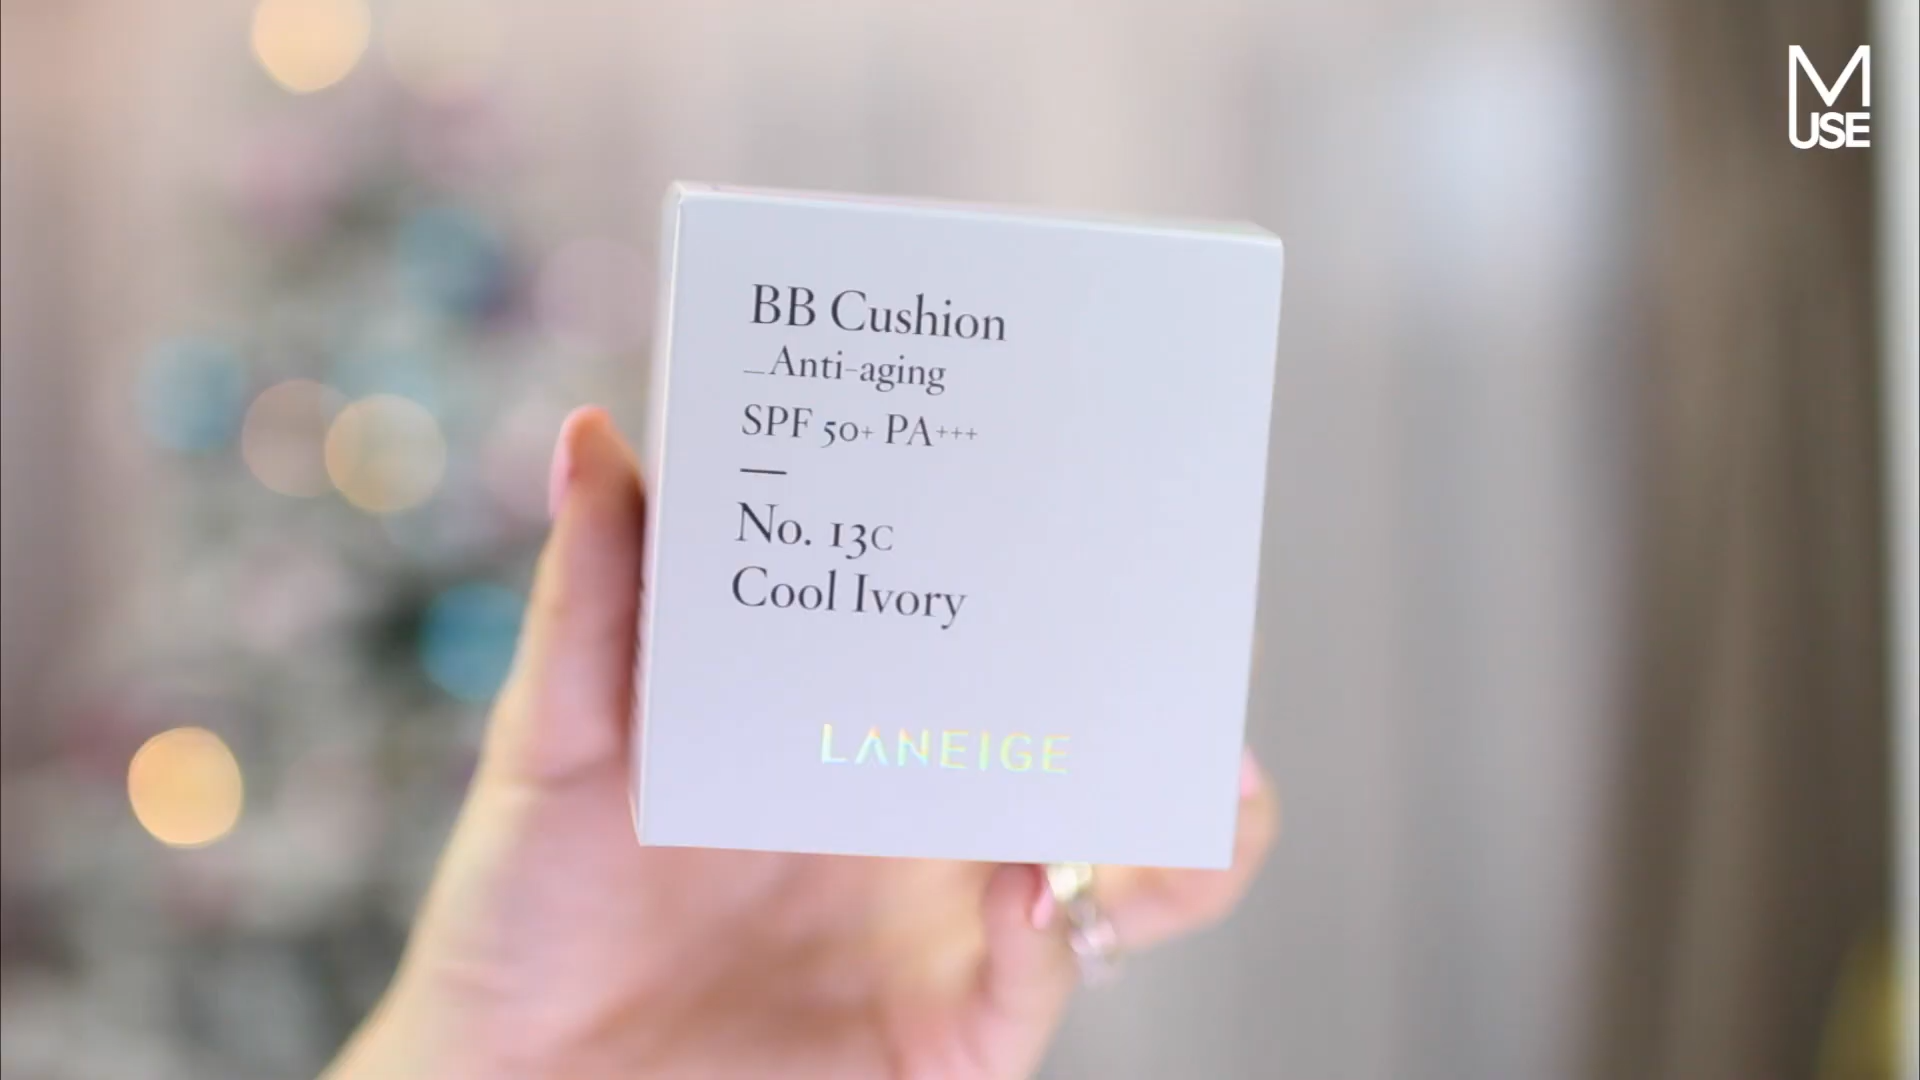 MUSE
BB Cushion
_Anti-aging
SPF 50+ PA+++
—
No. 13C
Cool Ivory
LANEIGE